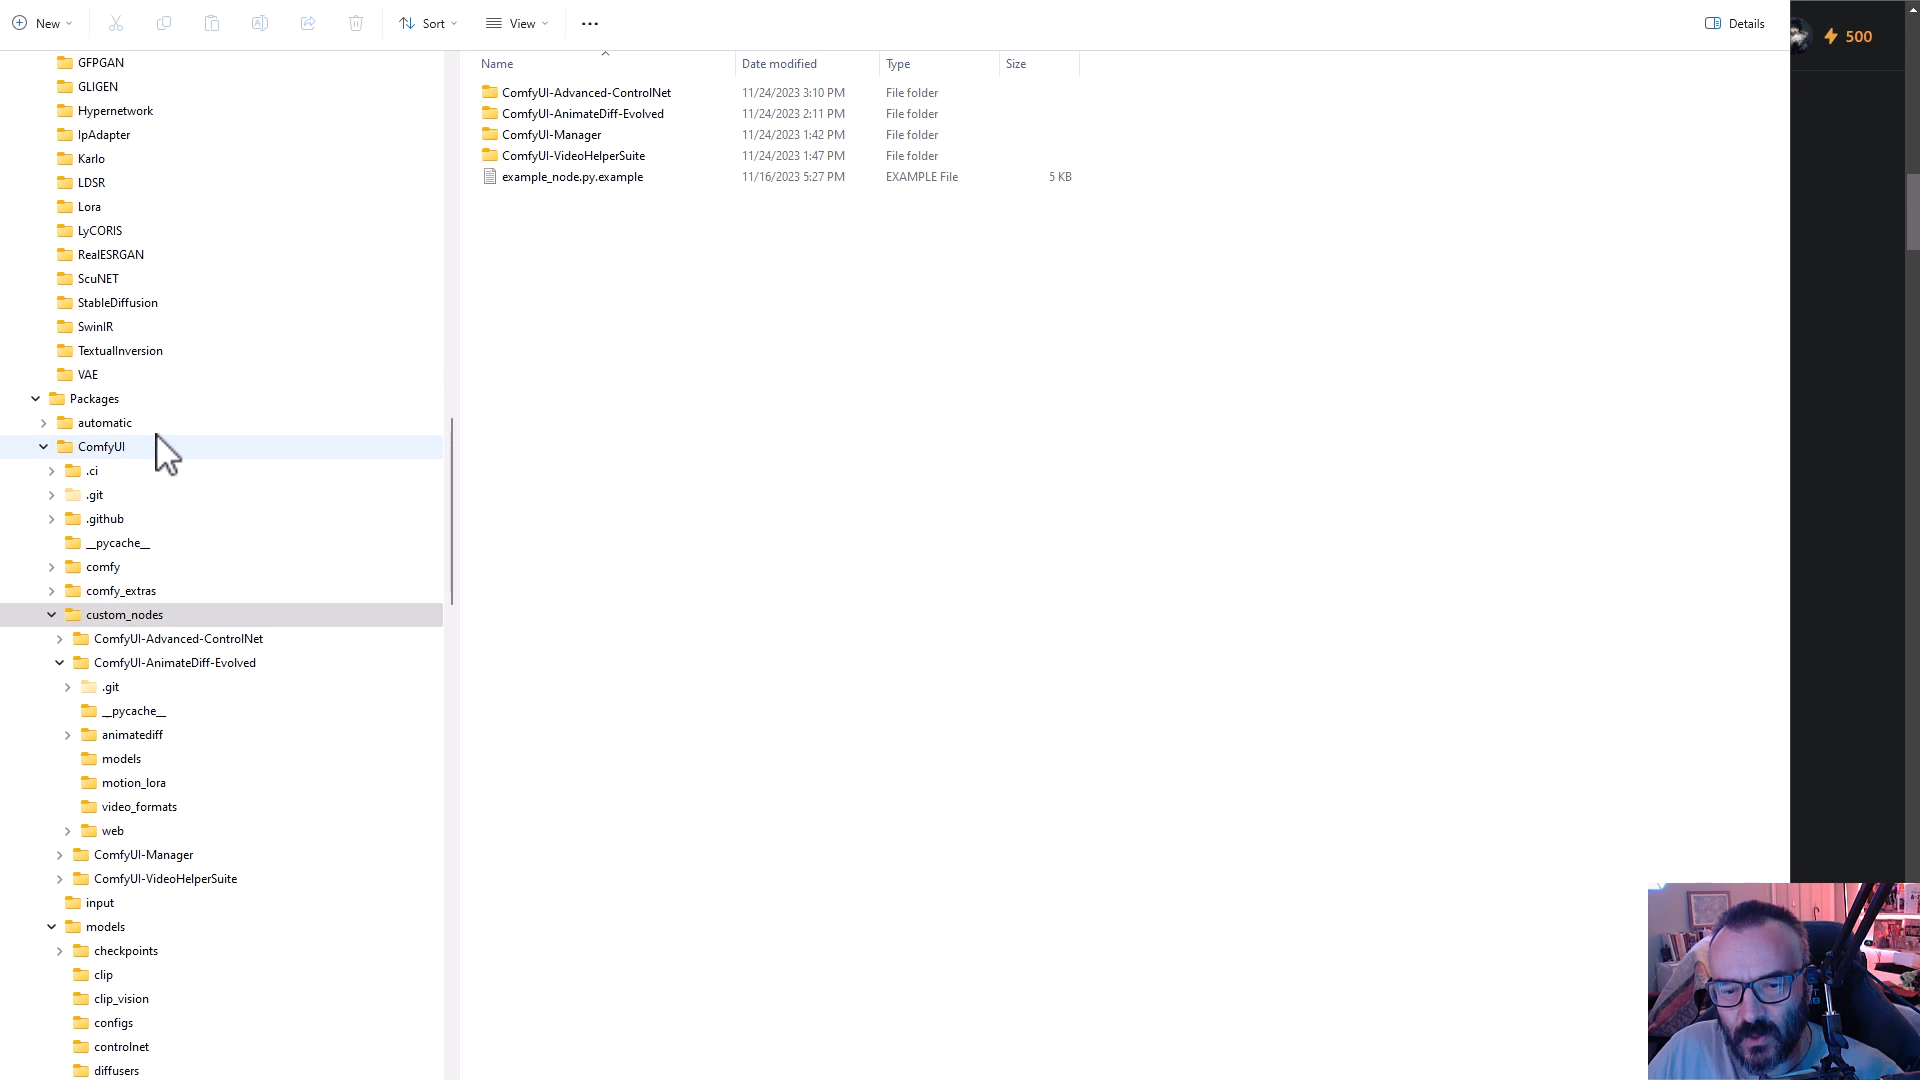 New
Sort
View
Details
500
GFPGAN
GLIGEN
Hypernetwork
IpAdapter
Karlo
LDSR
Lora
LyCORIS
RealESRGAN
ScuNET
StableDiffusion
SwinIR
TextualInversion
VAE
Packages
automatic
ComfyUI
.ci
.git
.github
__pycache__
comfy
comfy_extras
custom_nodes
ComfyUI-Advanced-ControlNet
ComfyUI-AnimateDiff-Evolved
.git
__pycache__
animatediff
models
motion_lora
video_formats
web
ComfyUI-Manager
ComfyUI-VideoHelperSuite
input
models
checkpoints
clip
clip_vision
configs
controlnet
diffusers
Name Date modified Type Size
ComfyUI-Advanced-ControlNet 11/24/2023 3:10 PM File folder
ComfyUI-AnimateDiff-Evolved 11/24/2023 2:11 PM File folder
ComfyUI-Manager 11/24/2023 1:42 PM File folder
ComfyUI-VideoHelperSuite 11/24/2023 1:47 PM File folder
example_node.py.example 11/16/2023 5:27 PM EXAMPLE File 5 KB